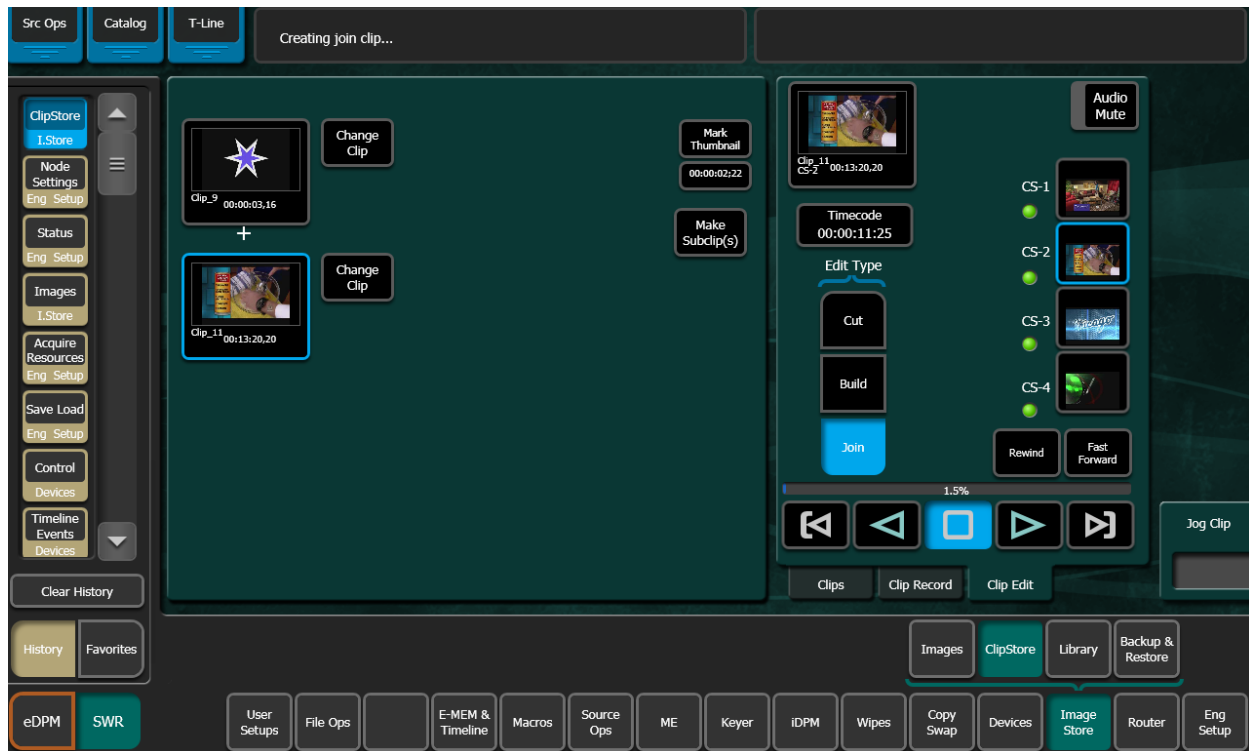 Src Ops
Catalog
T-Line
Creating join clip...
ClipStore
I.Store
Node
Settings
Eng Setup
Status
Eng Setup
Images
I.Store
Acquire
Resources
Eng Setup
Save Load
Eng Setup
Control
Devices
Timeline
Events
Devices
Clear History
History
Favorites
eDPM
SWR
Clip_9 00:00:03,16
Change
Clip
+
Clip_11 00:13:20,20
Change
Clip
Mark
Thumbnail
00:00:02;22
Make
Subclip(s)
Clip_11
CS-2 00:13:20,20
Audio
Mute
Timecode
00:00:11:25
Edit Type
Cut
Build
Join
CS-1
CS-2
CS-3
CS-4
Rewind
Fast
Forward
1.5%
Jog Clip
Clips
Clip Record
Clip Edit
Images
ClipStore
Library
Backup &
Restore
User
Setups
File Ops
E-MEM &
Timeline
Macros
Source
Ops
ME
Keyer
iDPM
Wipes
Copy
Swap
Devices
Image
Store
Router
Eng
Setup